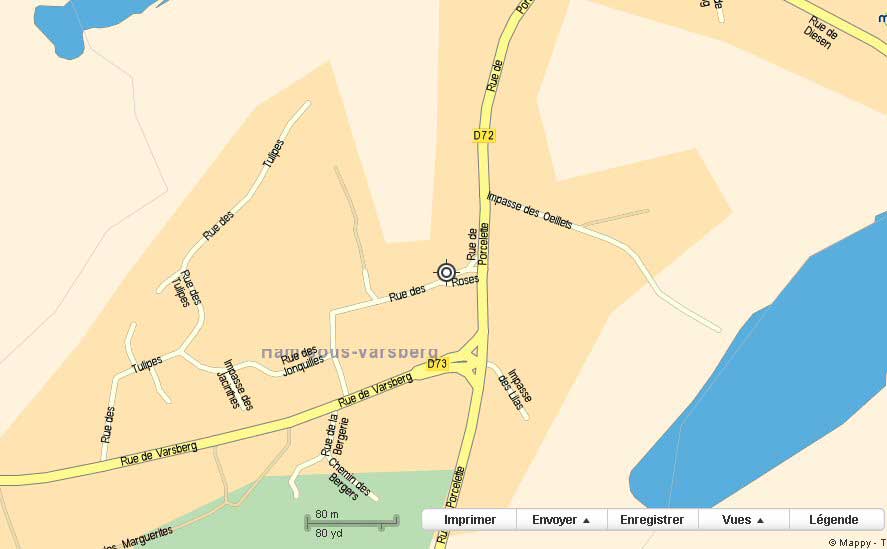 Rue de
Diesen
Rue de
D72
Tulipes
Rue des
Impasse des Oeillets
Rue de
Porcelette
Rue des
Tulipes
Rue des
Roses
Rue des
Jonquilles
D73
Tulipes
Impasse des
Jacinthes
Impasse
des Lilas
Rue de Varsberg
Rue des
Rue de la
Bergerie
Rue de Varsberg
Chemin des
Bergers
Porcelette
Marguerites
80 m
80 yd
Imprimer
Envoyer
Enregistrer
Vues
Légende
© Mappy - T